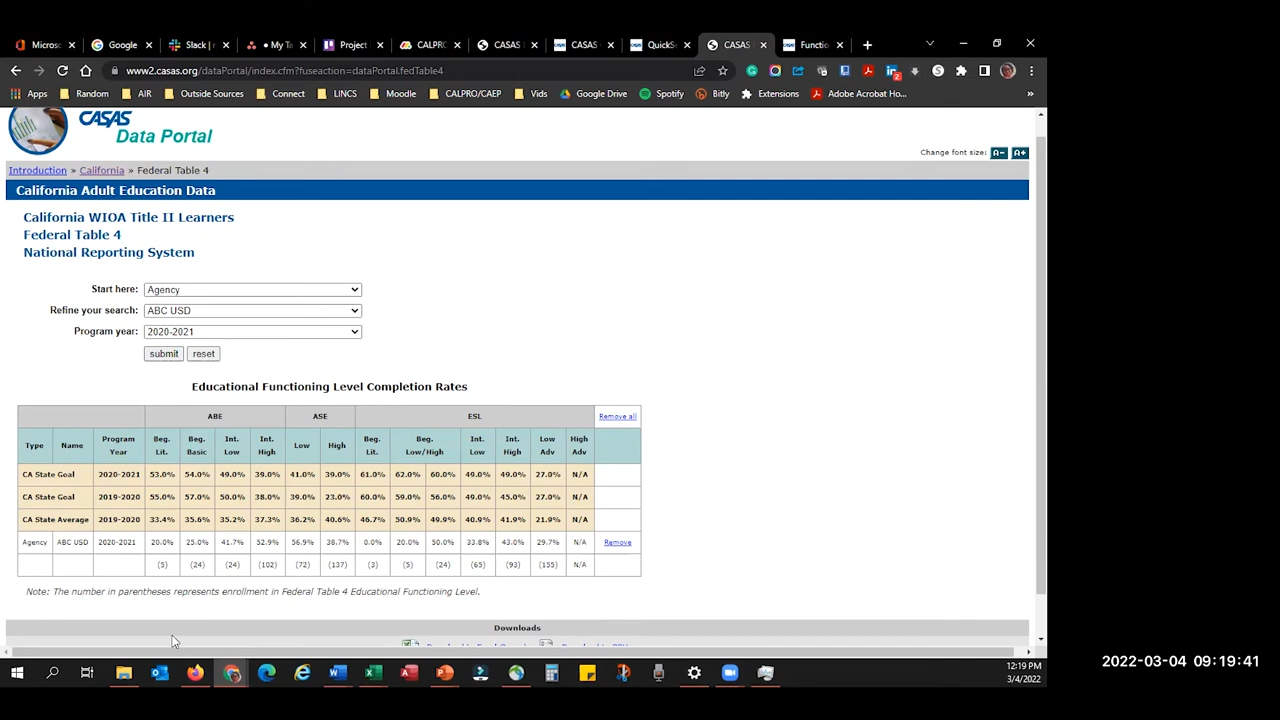 Microsc
Google
Slack | r
• My Ta
Project
CALPRC
CASAS
CASAS
QuickSe
CASAS
Functio
www2.casas.org/dataPortal/index.cfm?fuseaction=dataPortal.fedTable4
Apps Random AIR Outside Sources Connect LINCS Moodle CALPRO/CAEP Vids Google Drive Spotify Bitly Extensions Adobe Acrobat Ho...
CASAS
Data Portal
Change font size: A- A+
Introduction » California » Federal Table 4
California Adult Education Data
California WIOA Title II Learners
Federal Table 4
National Reporting System
Start here: Agency
Refine your search: ABC USD
Program year: 2020-2021
submit reset
Educational Functioning Level Completion Rates
ABE ASE ESL Remove all
Type Name Program Year Beg. Lit. Beg. Basic Int. Low Int. High Low High Beg. Lit. Beg. Low/High Int. Low Int. High Low Adv High Adv
CA State Goal 2020-2021 53.0% 54.0% 49.0% 39.0% 41.0% 39.0% 61.0% 62.0% 60.0% 49.0% 49.0% 27.0% N/A
CA State Goal 2019-2020 55.0% 57.0% 50.0% 38.0% 39.0% 23.0% 60.0% 59.0% 56.0% 49.0% 45.0% 27.0% N/A
CA State Average 2019-2020 33.4% 35.6% 35.2% 37.3% 36.2% 40.6% 46.7% 50.9% 49.9% 40.9% 41.9% 21.9% N/A
Agency ABC USD 2020-2021 20.0% 25.0% 41.7% 52.9% 56.9% 38.7% 0.0% 20.0% 50.0% 33.8% 43.0% 29.7% N/A Remove
(5) (24) (24) (102) (72) (137) (3) (5) (24) (65) (93) (155) N/A
Note: The number in parentheses represents enrollment in Federal Table 4 Educational Functioning Level.
Downloads
12:19 PM
3/4/2022
2022-03-04 09:19:41